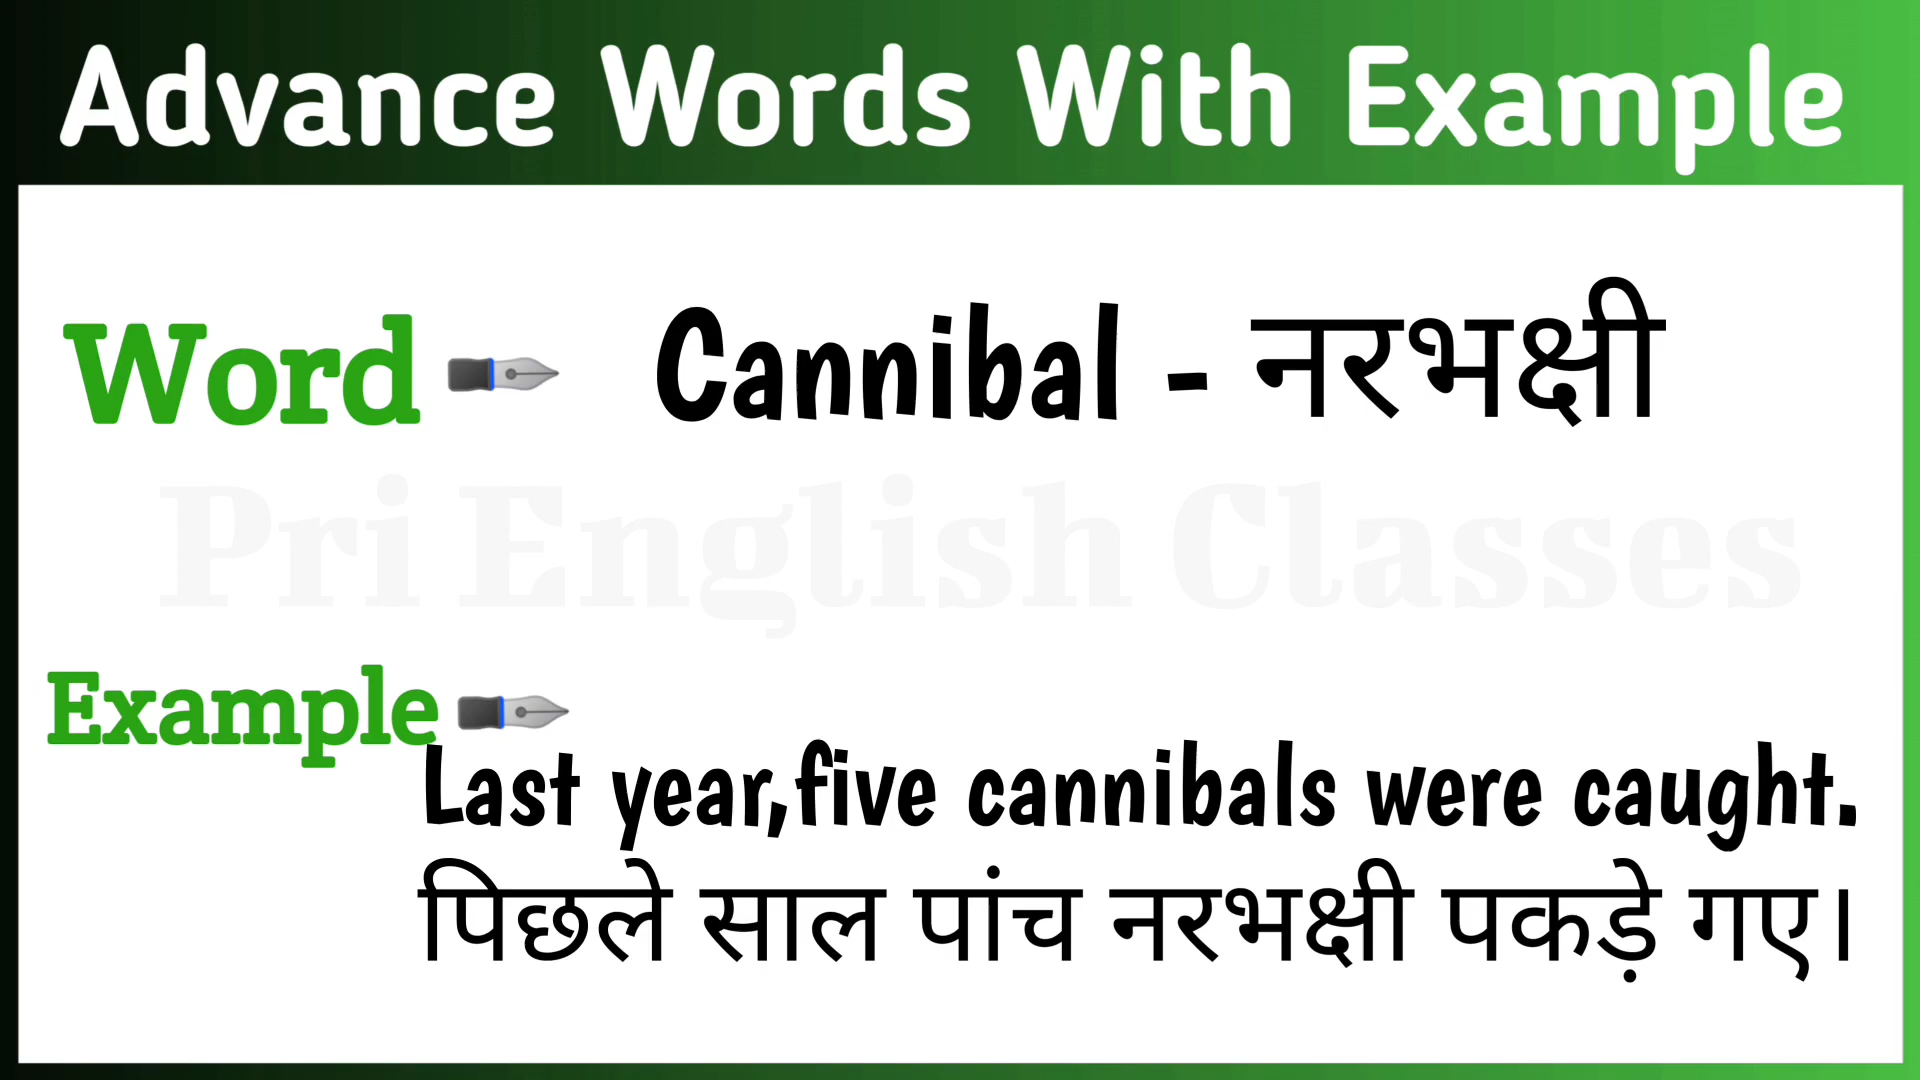 Advance Words With Example
Word Cannibal - नरभक्षी
Pri English Classes
Example
Last year,five cannibals were caught.
पिछले साल पांच नरभक्षी पकड़े गए।